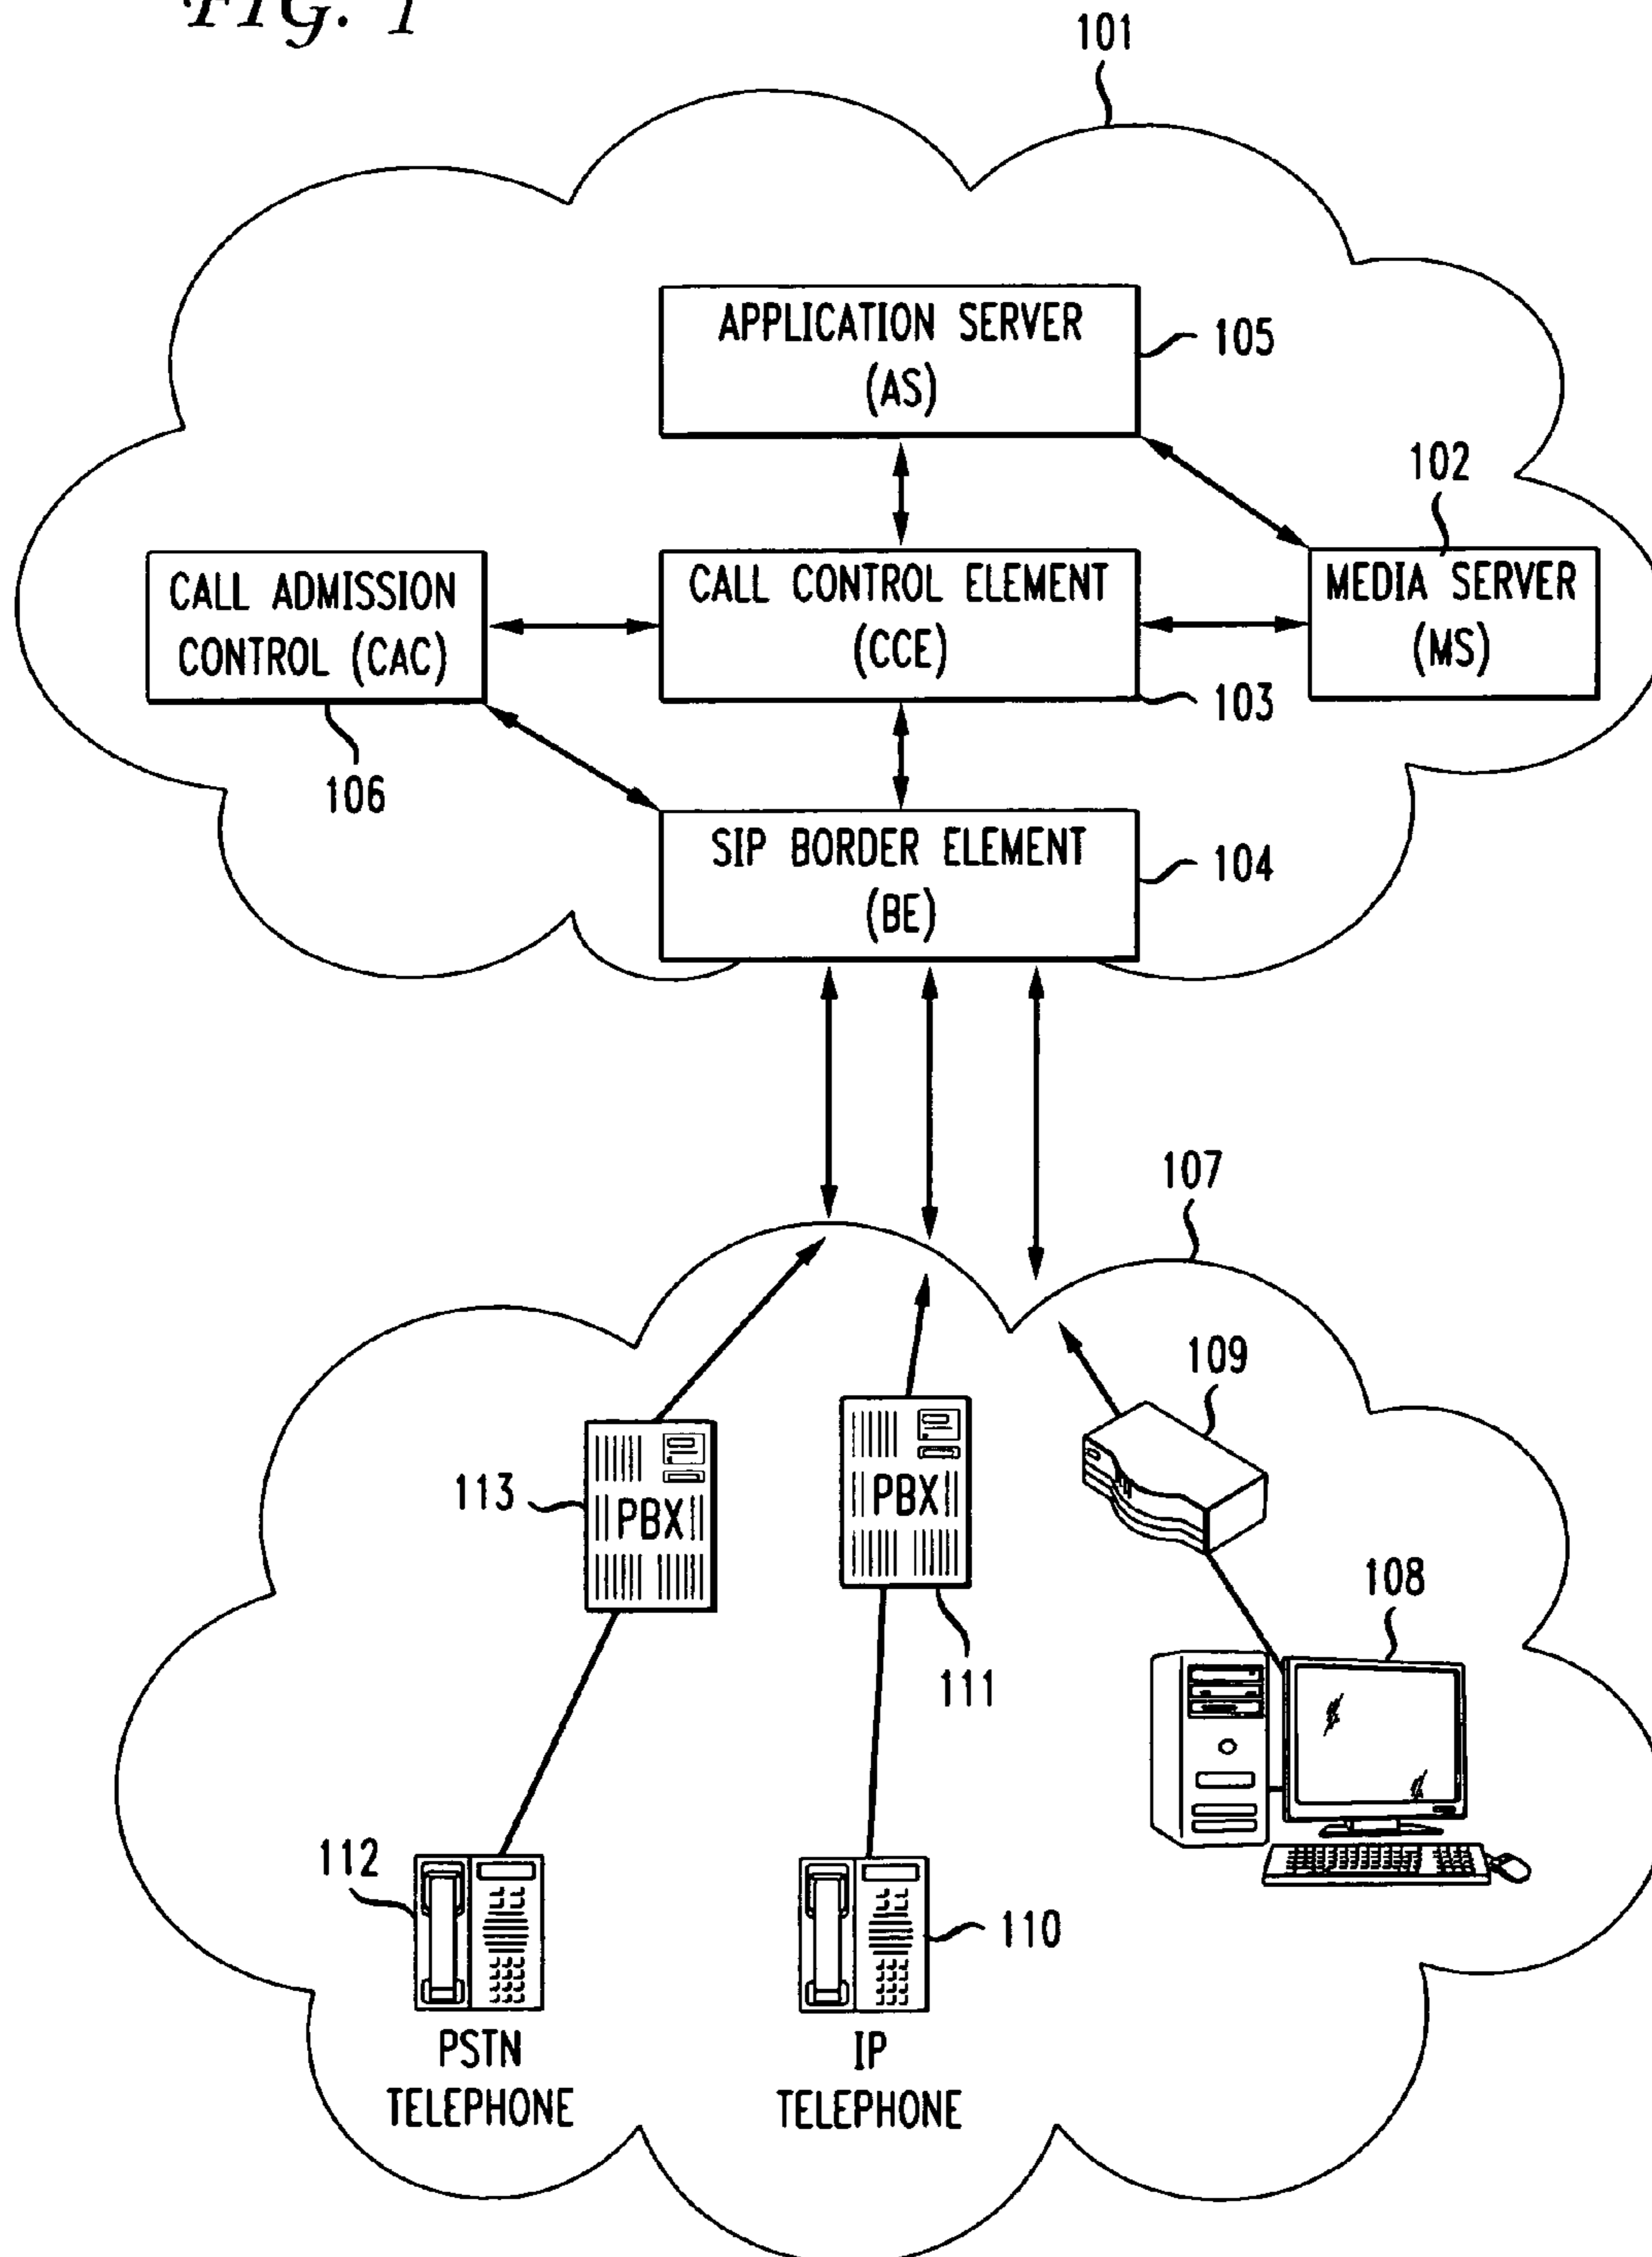 FIG. 1
101
APPLICATION SERVER
(AS)
105
102
CALL ADMISSION
CONTROL (CAC)
CALL CONTROL ELEMENT
(CCE)
MEDIA SERVER
(MS)
103
106
SIP BORDER ELEMENT
(BE)
104
107
109
113
PBX
PBX
108
111
112
110
PSTN
TELEPHONE
IP
TELEPHONE